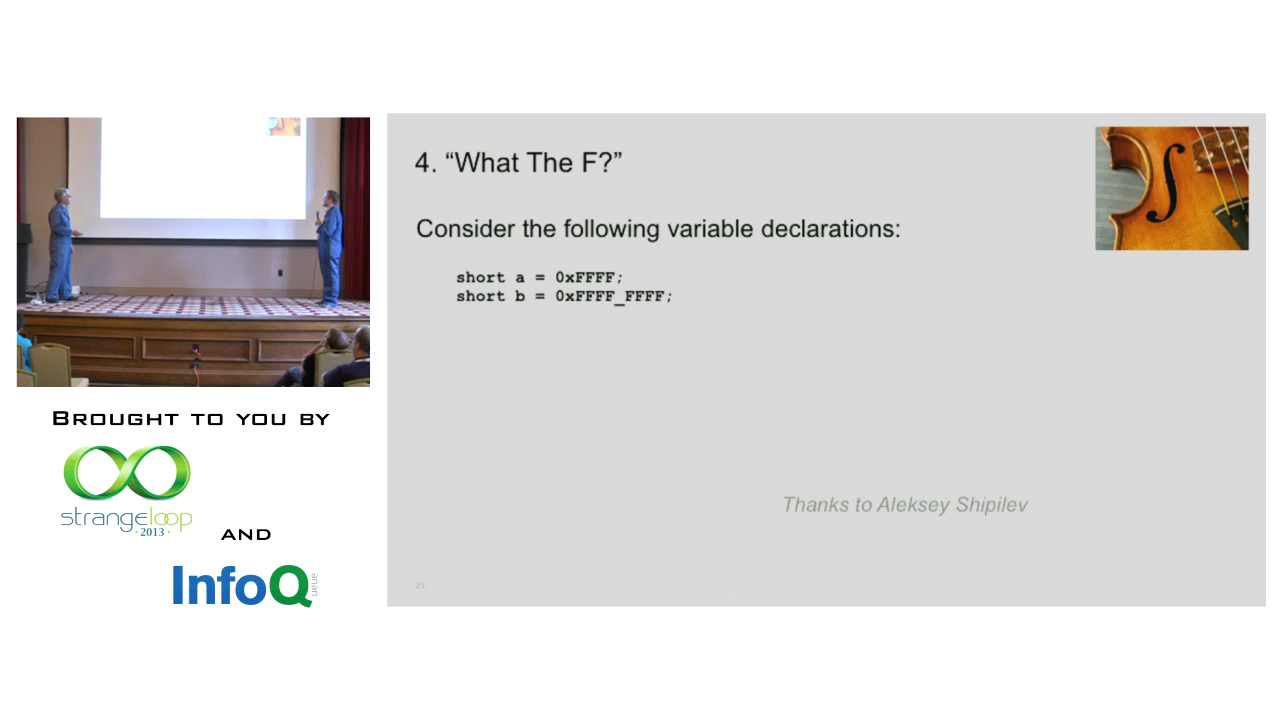 4. “What The F?”
Consider the following variable declarations:
short a = 0xFFFF;
short b = 0xFFFF_FFFF;
Thanks to Aleksey Shipilev
BROUGHT TO YOU BY
strangeloop
·2013·
AND
InfoQ
ueue